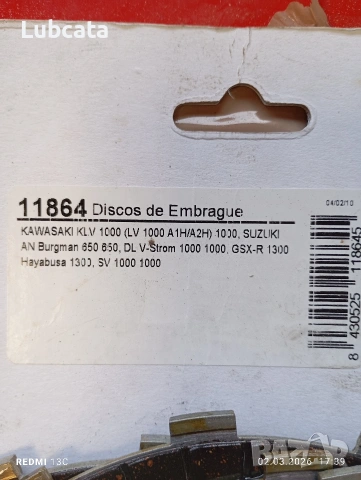 Lubcata
11864 Discos de Embrague
04/02/10
KAWASAKI KLV 1000 (LV 1000 A1H/A2H) 1000, SUZUKI
AN Burgman 650 650, DL V-Strom 1000 1000, GSX-R 1300
Hayabusa 1300, SV 1000 1000
8 430525 118645
REDMI 13C
02.03.2026 17:39
БАZАР